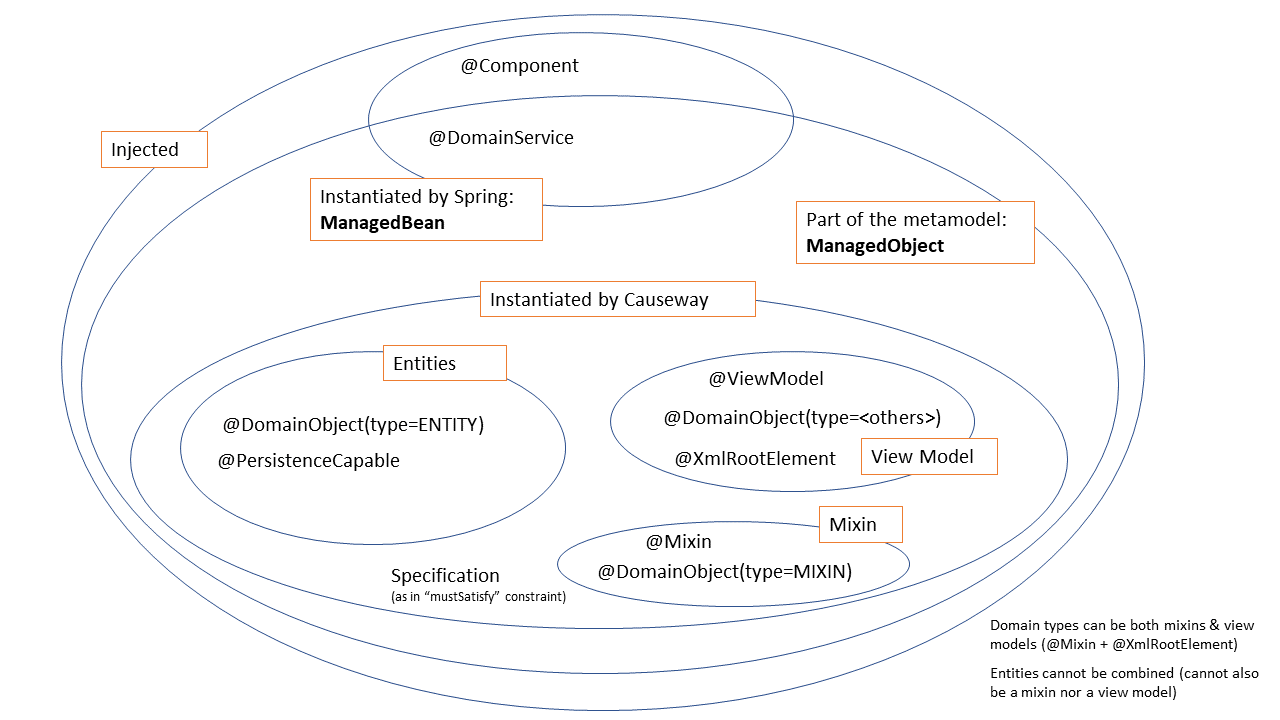 @Component
@DomainService
Injected
Instantiated by Spring:
ManagedBean
Part of the metamodel:
ManagedObject
Instantiated by Causeway
Entities
@DomainObject(type=ENTITY)
@PersistenceCapable
@ViewModel
@DomainObject(type=<others>)
@XmlRootElement
View Model
Mixin
@Mixin
@DomainObject(type=MIXIN)
Specification
(as in “mustSatisfy” constraint)
Domain types can be both mixins & view
models (@Mixin + @XmlRootElement)
Entities cannot be combined (cannot also
be a mixin nor a view model)